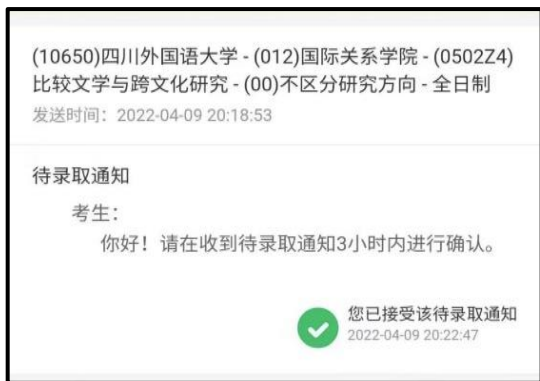 (10650)四川外国语大学 - (012)国际关系学院 - (0502Z4)
比较文学与跨文化研究 - (00)不区分研究方向 - 全日制
发送时间：2022-04-09 20:18:53
待录取通知
考生：
你好！请在收到待录取通知3小时内进行确认。
您已接受该待录取通知
2022-04-09 20:22:47